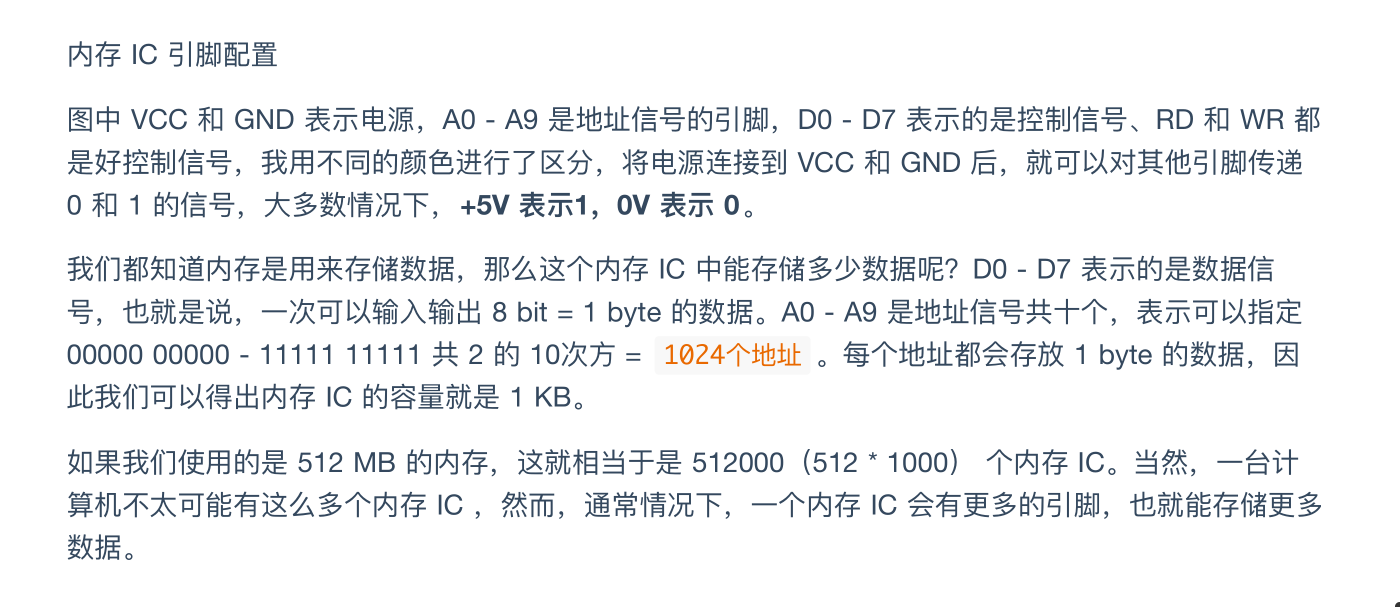 内存 IC 引脚配置
图中 VCC 和 GND 表示电源，A0 - A9 是地址信号的引脚，D0 - D7 表示的是控制信号、RD 和 WR 都
是好控制信号，我用不同的颜色进行了区分，将电源连接到 VCC 和 GND 后，就可以对其他引脚传递
0 和 1 的信号，大多数情况下，+5V 表示1，0V 表示 0。
我们都知道内存是用来存储数据，那么这个内存 IC 中能存储多少数据呢？D0 - D7 表示的是数据信
号，也就是说，一次可以输入输出 8 bit = 1 byte 的数据。A0 - A9 是地址信号共十个，表示可以指定
00000 00000 - 11111 11111 共 2 的 10次方 = 1024个地址 。每个地址都会存放 1 byte 的数据，因
此我们可以得出内存 IC 的容量就是 1 KB。
如果我们使用的是 512 MB 的内存，这就相当于是 512000（512 * 1000） 个内存 IC。当然，一台计
算机不太可能有这么多个内存 IC ，然而，通常情况下，一个内存 IC 会有更多的引脚，也就能存储更多
数据。